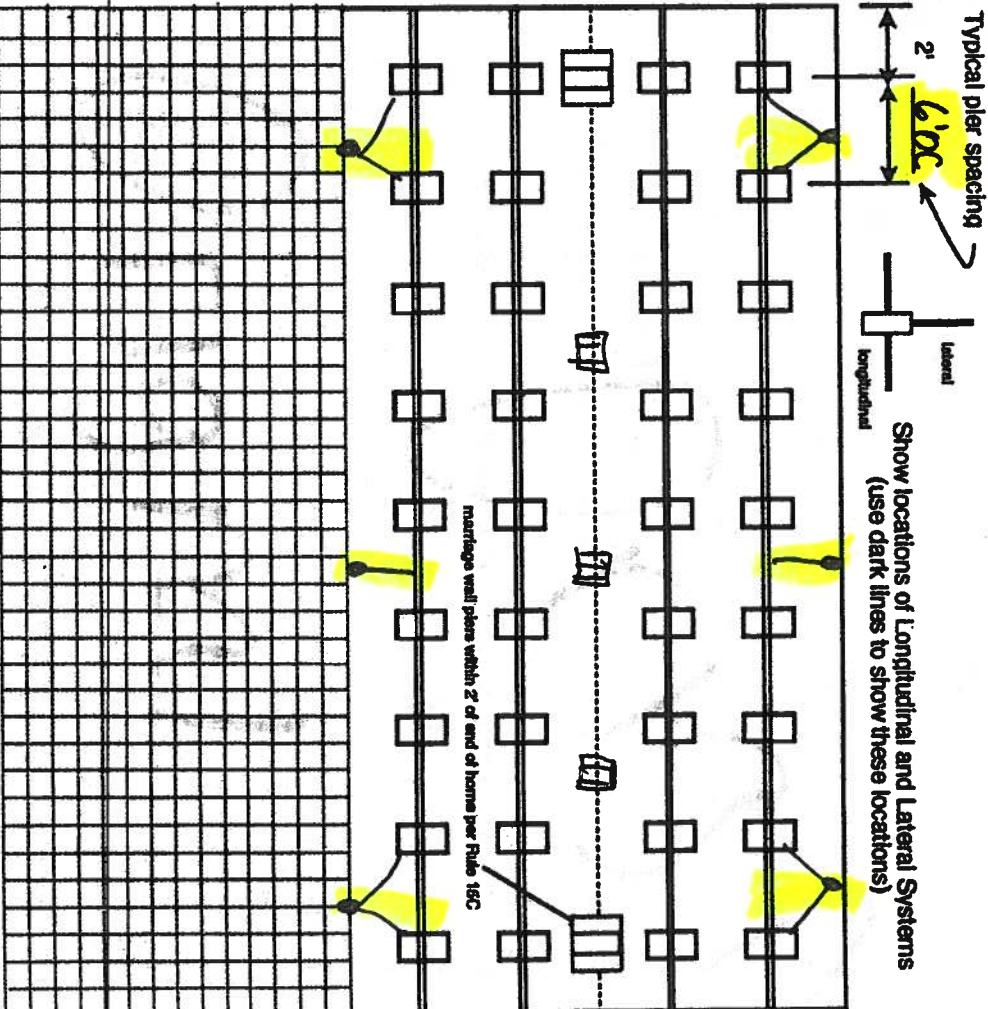 Typical pier spacing
2'
6'OC
lateral
longitudinal
Show locations of Longitudinal and Lateral Systems
(use dark lines to show these locations)
marriage wall piers within 2' of end of home per Rule 15C